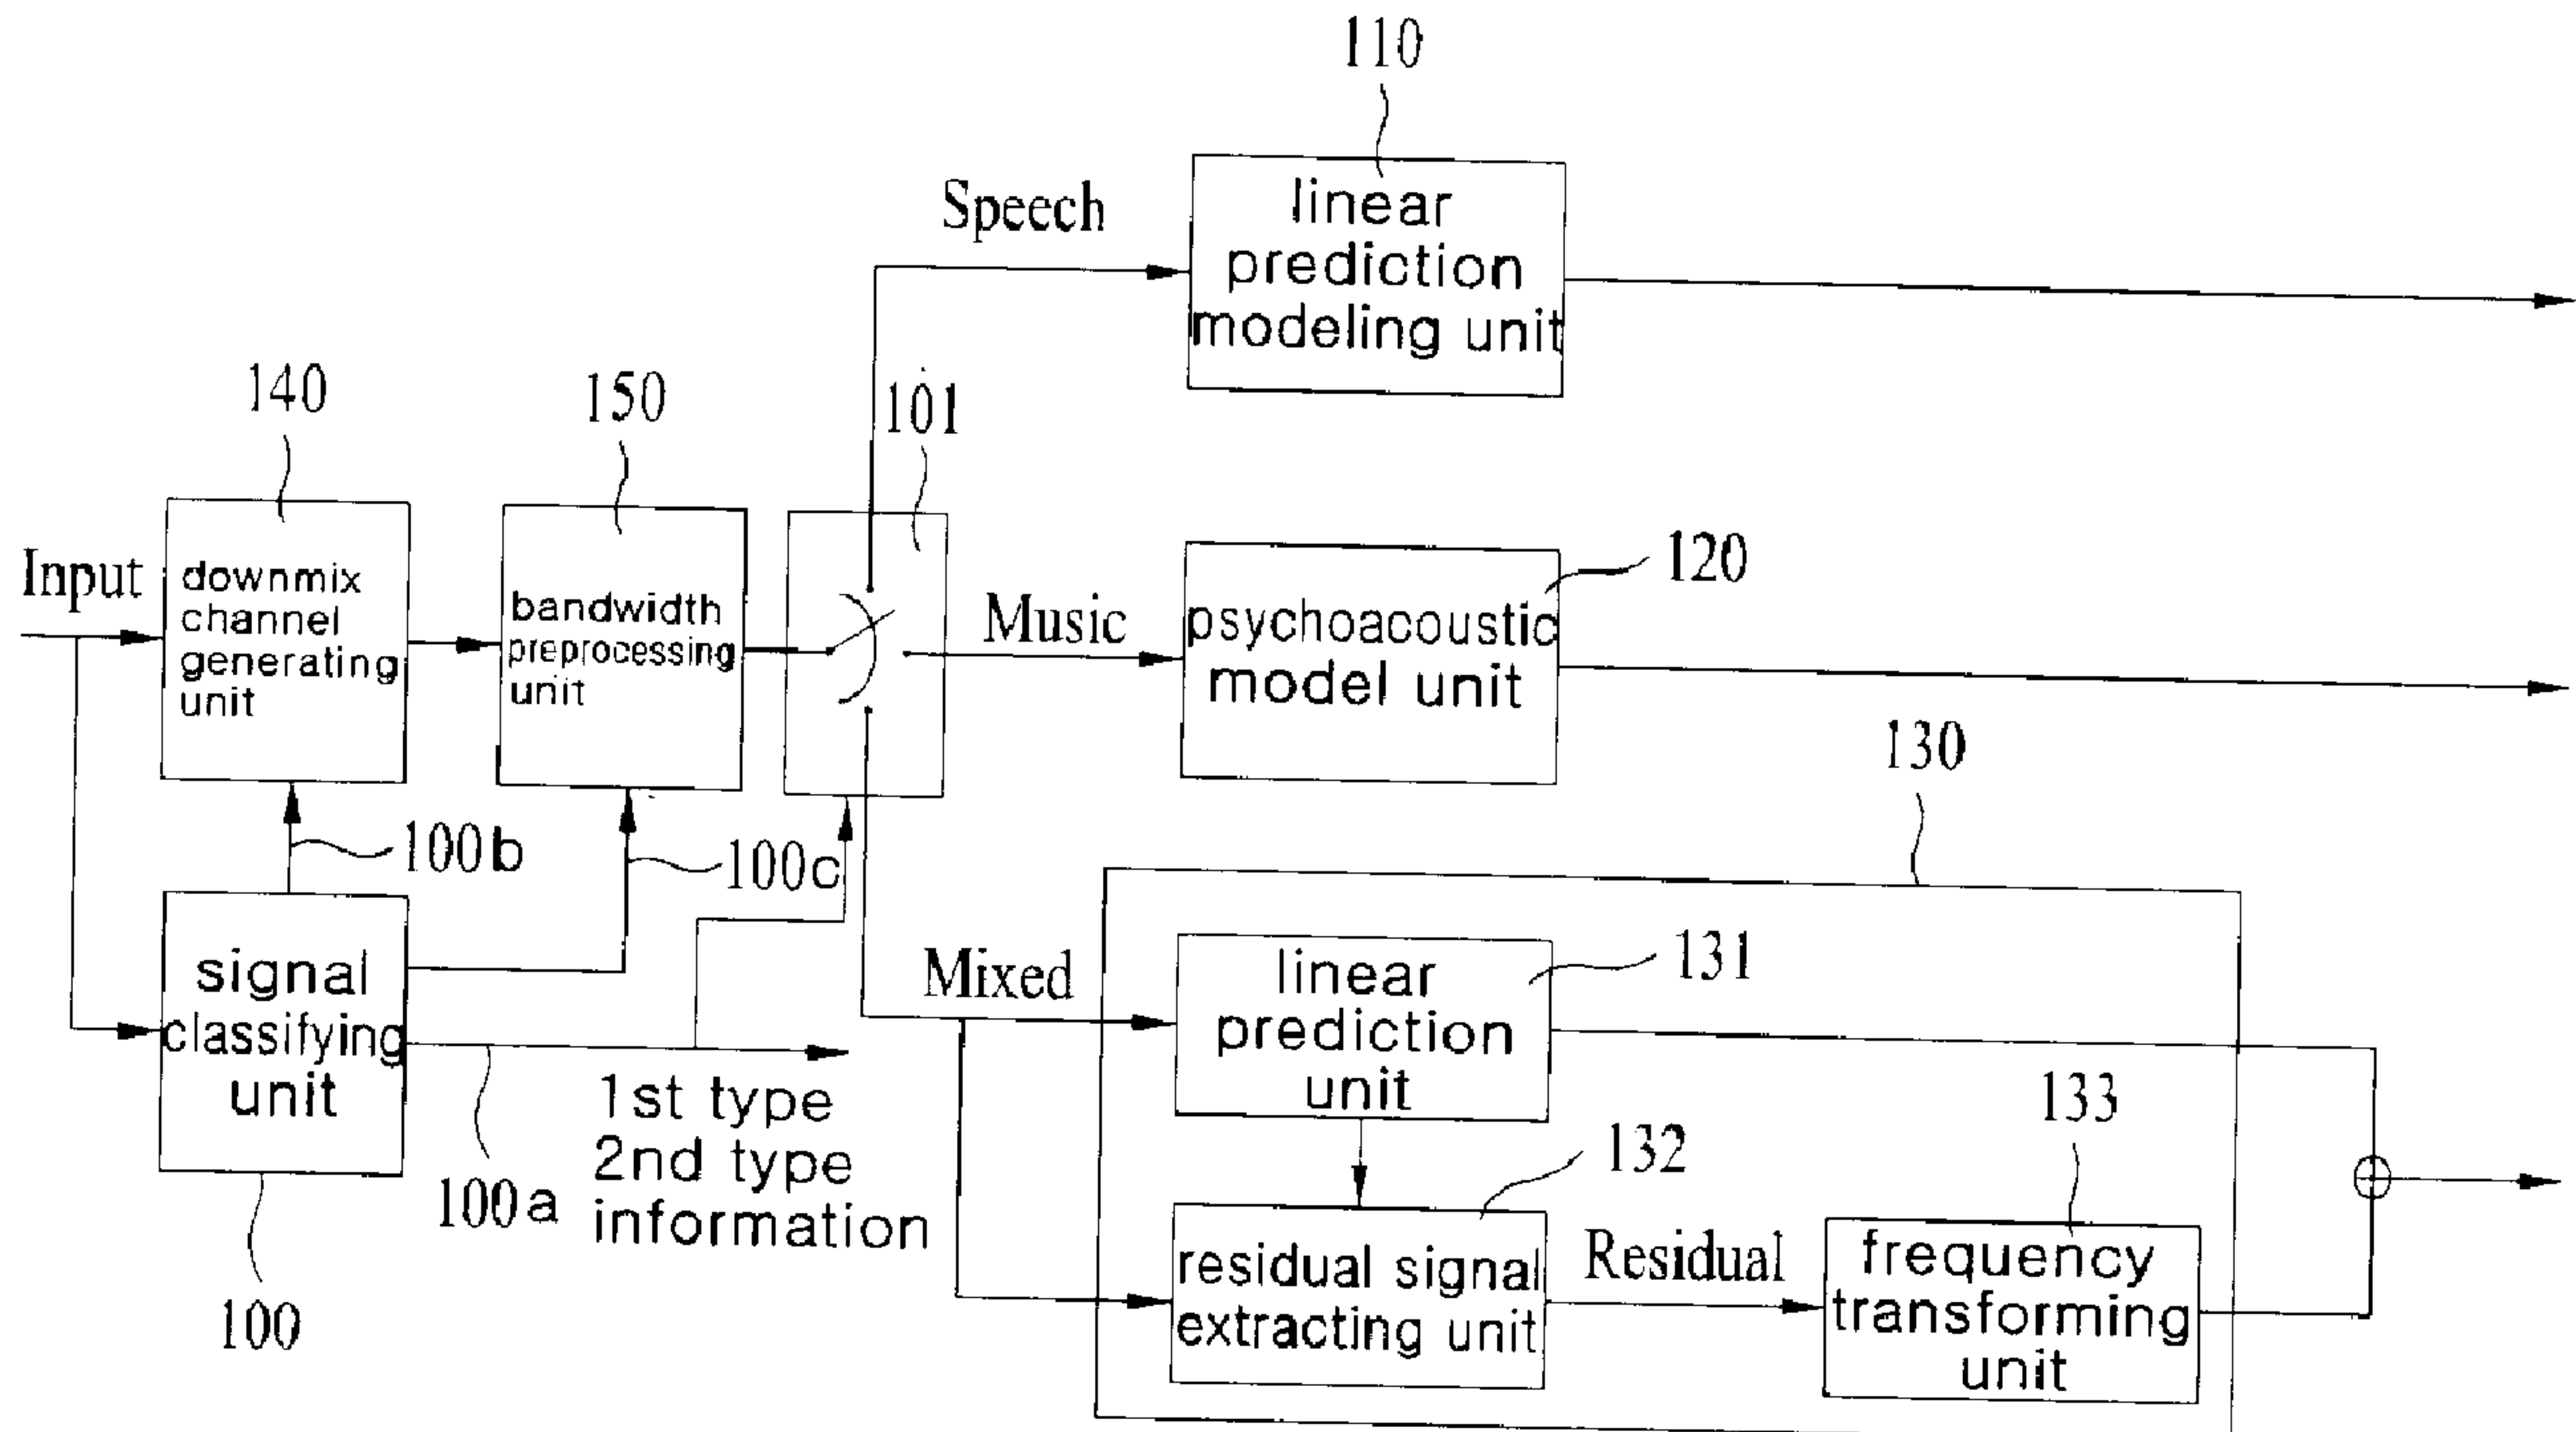 110
linear
prediction
modeling unit
Speech
140
150
101
Input
downmix
channel
generating
unit
bandwidth
preprocessing
unit
Music
psychoacoustic
model unit
120
130
100b
100c
signal
classifying
unit
Mixed
linear
prediction
unit
131
1st type
2nd type
information
100a
100
132
133
residual signal
extracting unit
Residual
frequency
transforming
unit